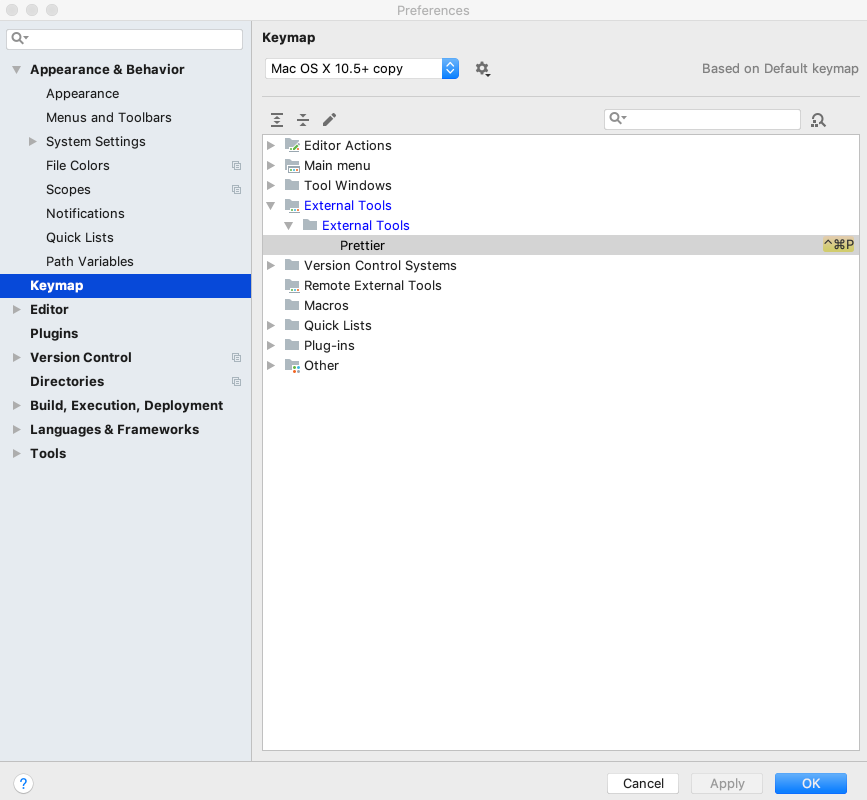 Preferences
Appearance & Behavior
Appearance
Menus and Toolbars
System Settings
File Colors
Scopes
Notifications
Quick Lists
Path Variables
Keymap
Editor
Plugins
Version Control
Directories
Build, Execution, Deployment
Languages & Frameworks
Tools
Keymap
Mac OS X 10.5+ copy
Based on Default keymap
Editor Actions
Main menu
Tool Windows
External Tools
External Tools
Prettier ^⌘P
Version Control Systems
Remote External Tools
Macros
Quick Lists
Plug-ins
Other
?
Cancel
Apply
OK